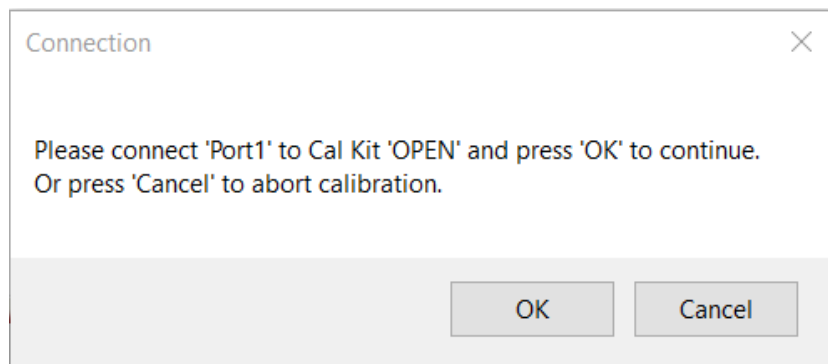 Connection
Please connect 'Port1' to Cal Kit 'OPEN' and press 'OK' to continue.
Or press 'Cancel' to abort calibration.
OK
Cancel